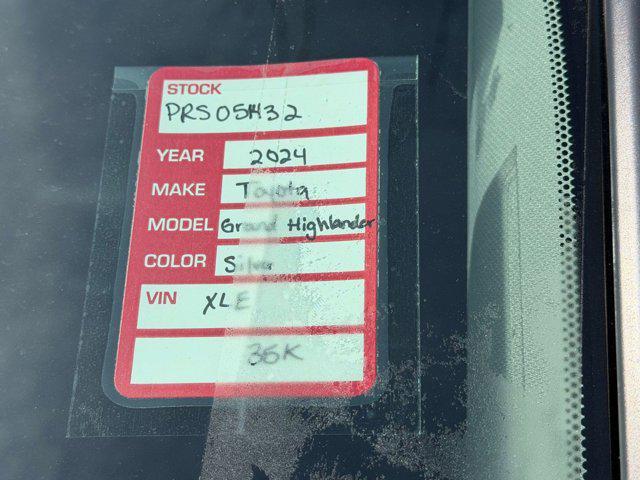 STOCK
PRS05H32
YEAR 2024
MAKE Toyota
MODEL Grand Highlander
COLOR Silver
VIN XLE
36K